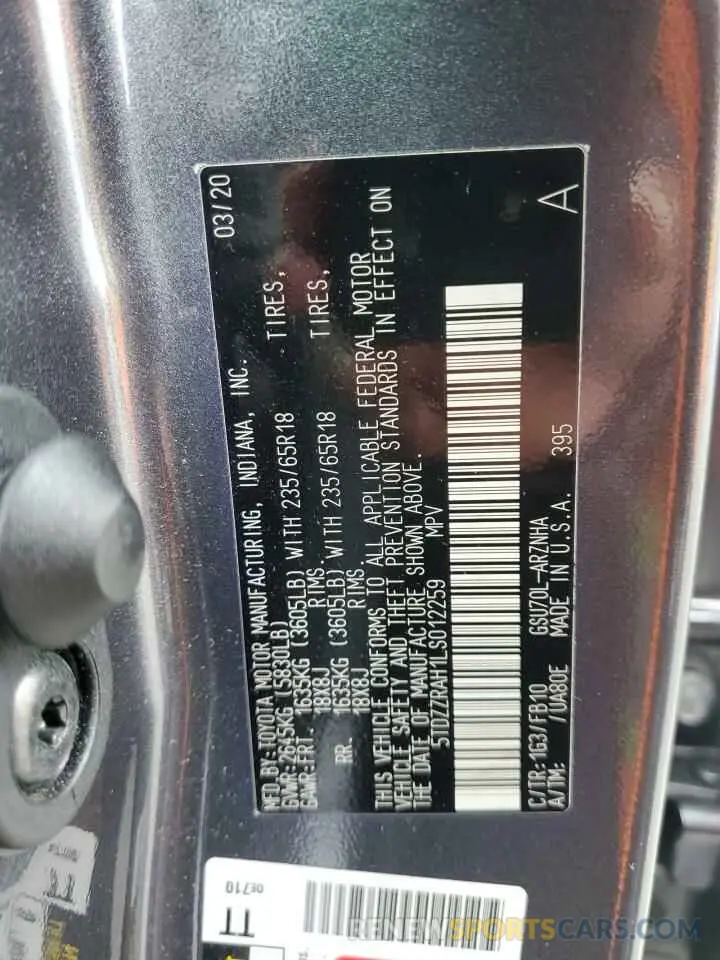 MFD.BY:TOYOTA MOTOR MANUFACTURING, INDIANA, INC. 03/20
GVWR:2645KG (5830LB)
GAWR:FRT. 1635KG (3605LB) WITH 235/65R18 TIRES,
18X8J RIMS.
RR. 1635KG (3605LB) WITH 235/65R18 TIRES,
18X8J RIMS.
THIS VEHICLE CONFORMS TO ALL APPLICABLE FEDERAL MOTOR
VEHICLE SAFETY AND THEFT PREVENTION STANDARDS IN EFFECT ON
THE DATE OF MANUFACTURE SHOWN ABOVE.
5TDZZRAH1LS012259 MPV
A
C/TR:1G3/FB10 GSU70L-ARZNHA
A/TM: /UA80E MADE IN U.S.A. 395
TT
0E710
RENEWSPORTSCARS.COM